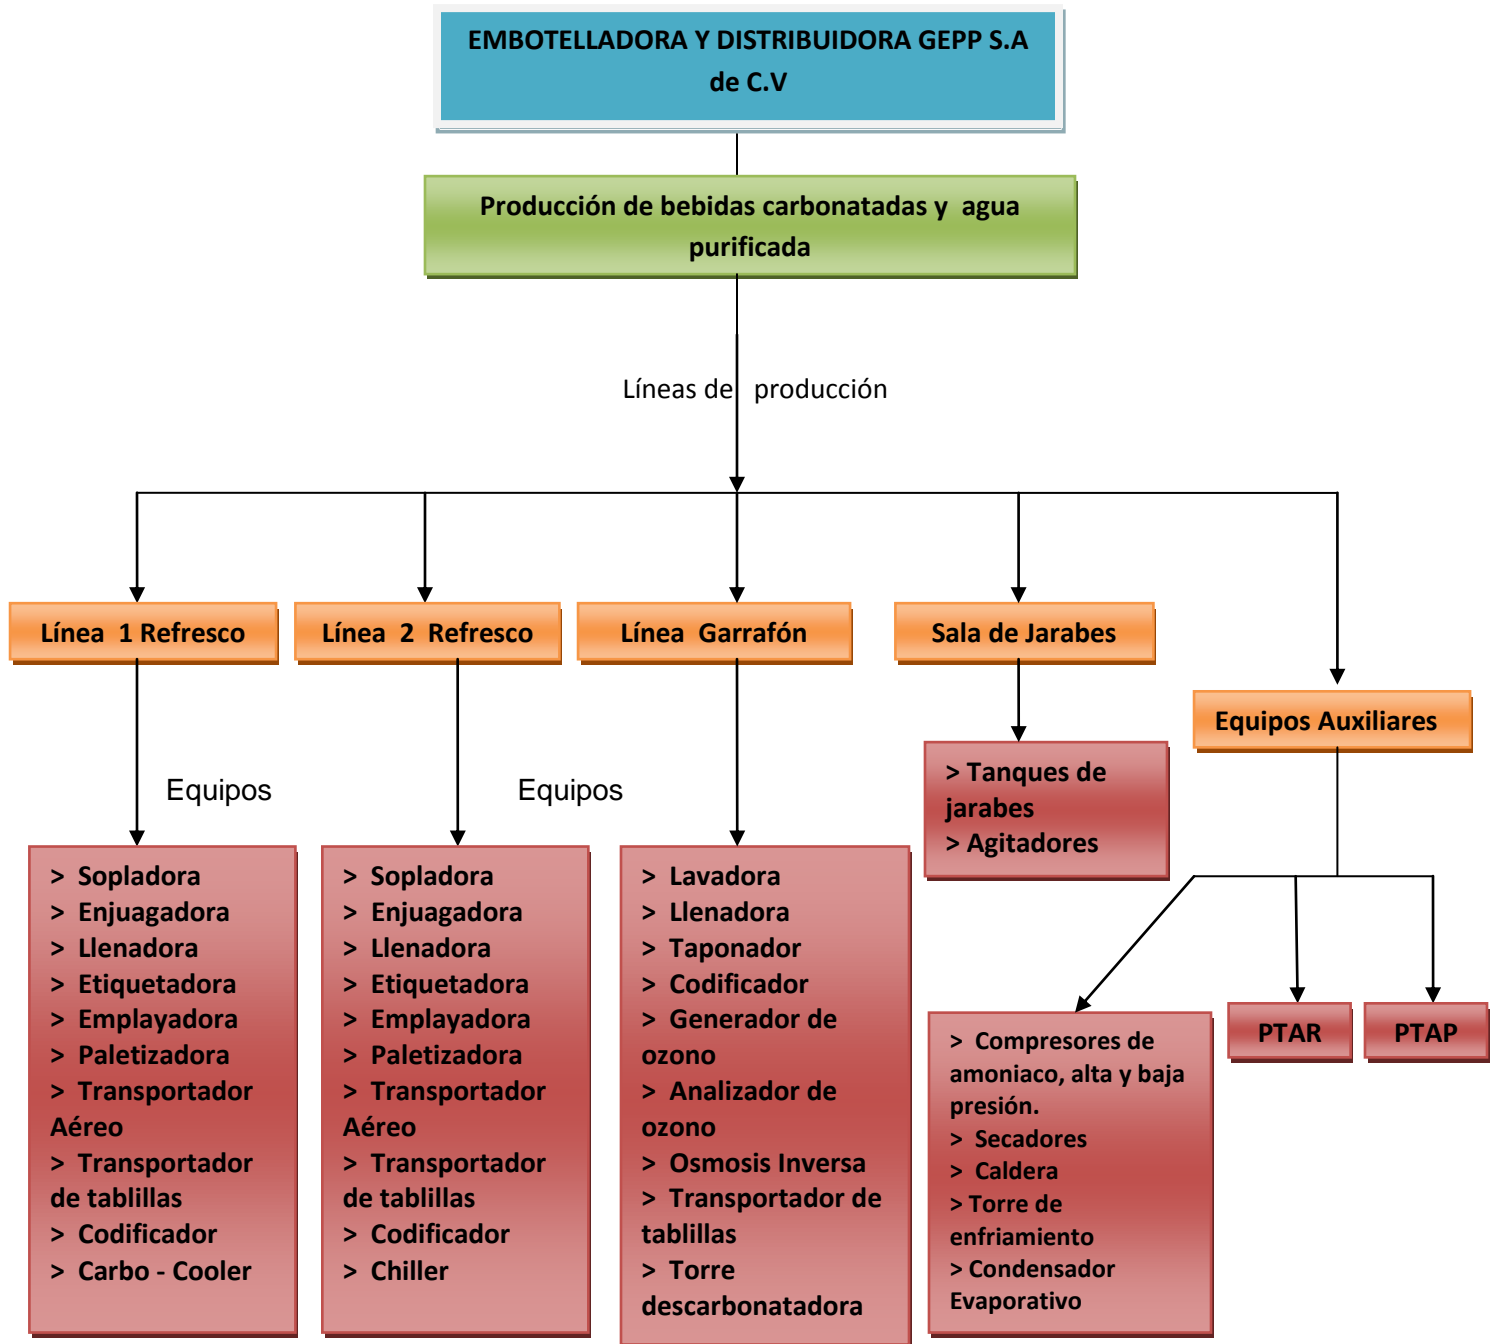 EMBOTELLADORA Y DISTRIBUIDORA GEPP S.A
de C.V
Producción de bebidas carbonatadas y agua
purificada
Líneas de producción
Línea 1 Refresco
Línea 2 Refresco
Línea Garrafón
Sala de Jarabes
Equipos Auxiliares
Equipos
Equipos
> Tanques de
jarabes
> Agitadores
> Sopladora
> Enjuagadora
> Llenadora
> Etiquetadora
> Emplayadora
> Paletizadora
> Transportador
Aéreo
> Transportador
de tablillas
> Codificador
> Carbo - Cooler
> Sopladora
> Enjuagadora
> Llenadora
> Etiquetadora
> Emplayadora
> Paletizadora
> Transportador
Aéreo
> Transportador
de tablillas
> Codificador
> Chiller
> Lavadora
> Llenadora
> Taponador
> Codificador
> Generador de
ozono
> Analizador de
ozono
> Osmosis Inversa
> Transportador de
tablillas
> Torre
descarbonatadora
> Compresores de
amoniaco, alta y baja
presión.
> Secadores
> Caldera
> Torre de
enfriamiento
> Condensador
Evaporativo
PTAR
PTAP